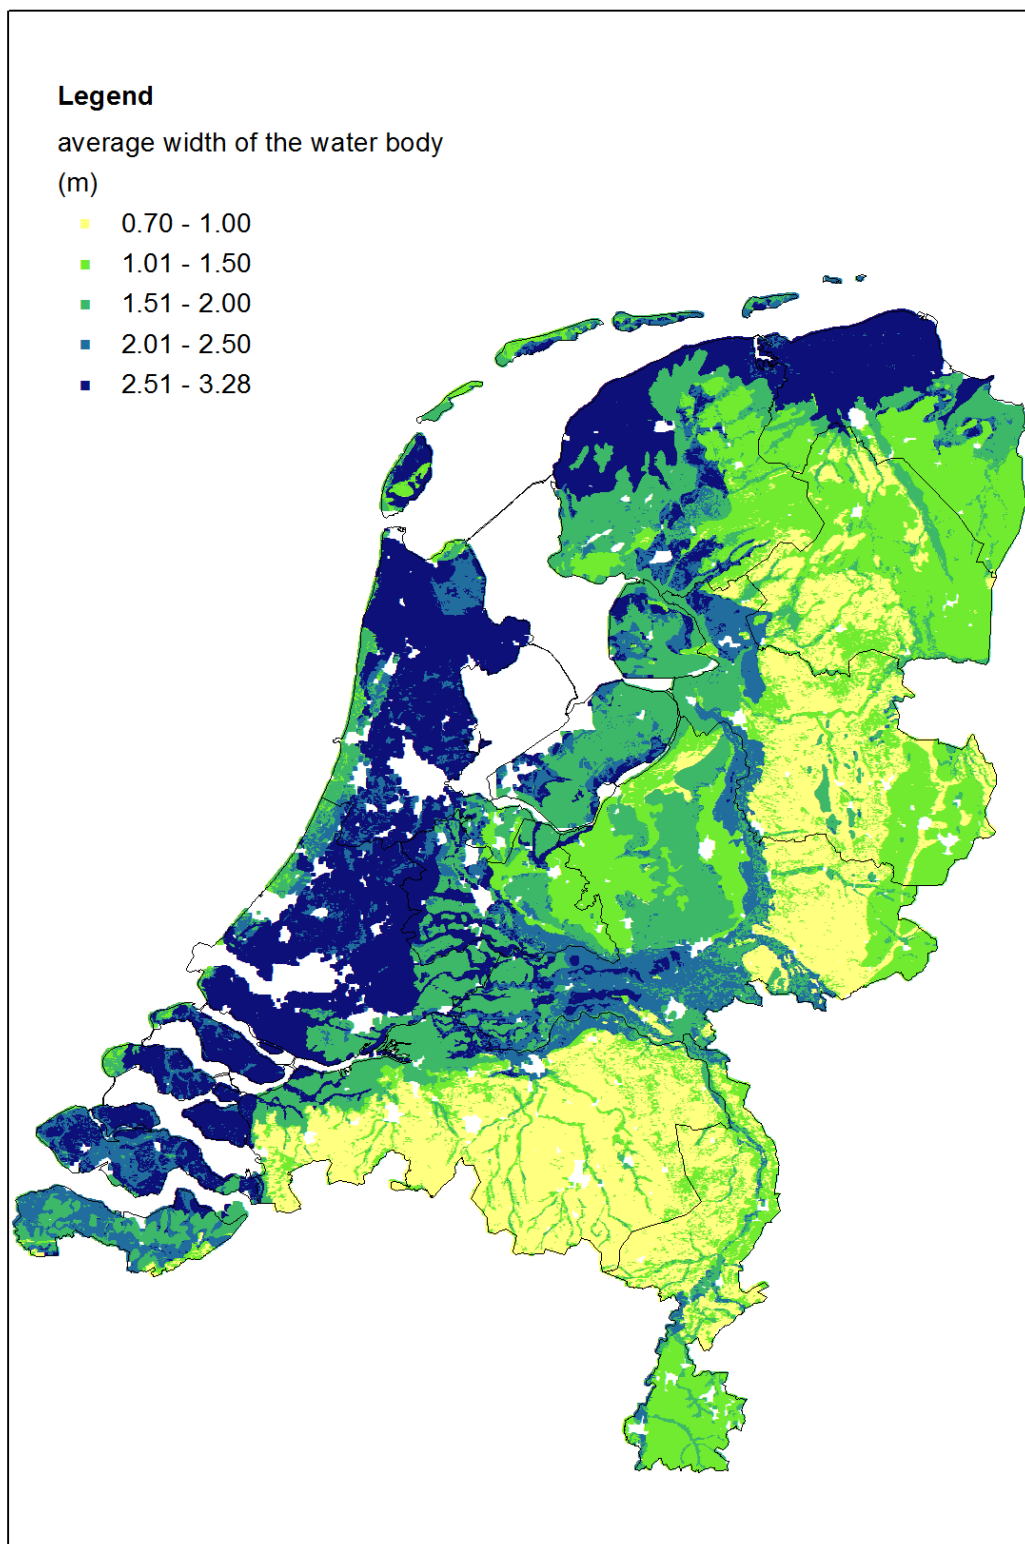 Legend
average width of the water body
(m)
0.70 - 1.00
1.01 - 1.50
1.51 - 2.00
2.01 - 2.50
2.51 - 3.28